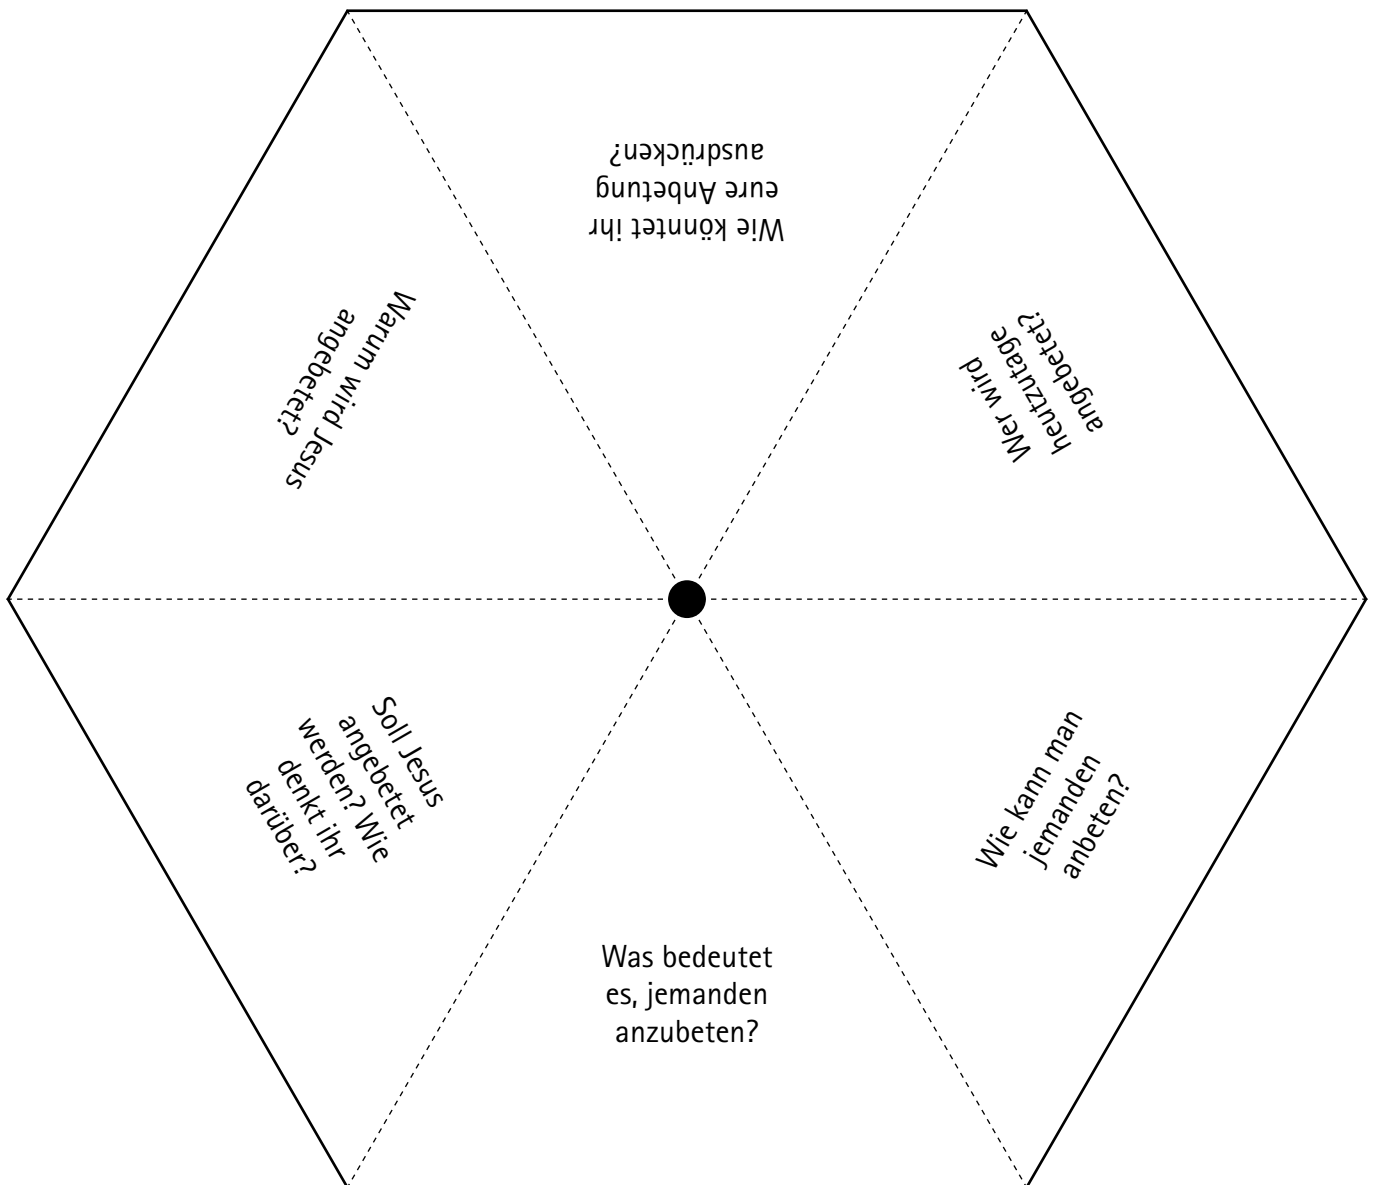 Wie könntet ihr
eure Anbetung
ausdrücken?
Wer wird
heutzutage
angebetet?
Wie kann man
jemanden
anbeten?
Was bedeutet
es, jemanden
anzubeten?
Soll Jesus
angebetet
werden? Wie
denkt ihr
darüber?
Warum wird Jesus
angebetet?